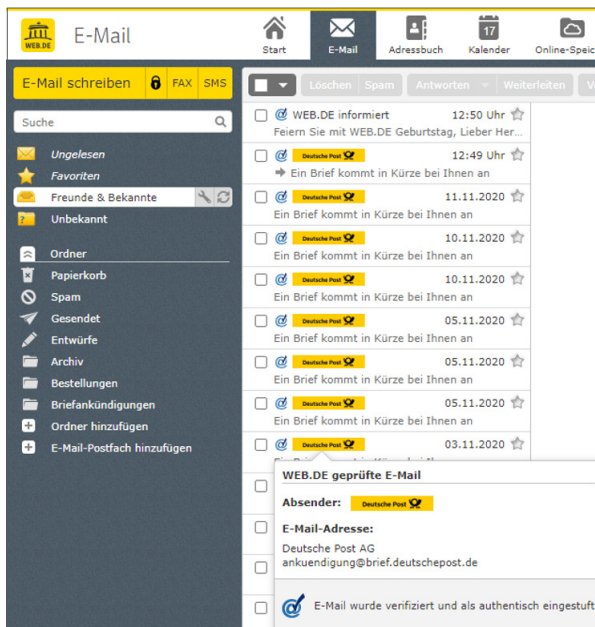 WEB.DE
E-Mail
Start
E-Mail
Adressbuch
17
Kalender
Online-Speic
E-Mail schreiben
FAX
SMS
Löschen
Spam
Antworten
Weiterleiten
Suche
Ungelesen
Favoriten
Freunde & Bekannte
Unbekannt
Ordner
Papierkorb
Spam
Gesendet
Entwürfe
Archiv
Bestellungen
Briefankündigungen
Ordner hinzufügen
E-Mail-Postfach hinzufügen
WEB.DE informiert 12:50 Uhr
Feiern Sie mit WEB.DE Geburtstag, Lieber Her...
Deutsche Post 12:49 Uhr
Ein Brief kommt in Kürze bei Ihnen an
Deutsche Post 11.11.2020
Ein Brief kommt in Kürze bei Ihnen an
Deutsche Post 10.11.2020
Ein Brief kommt in Kürze bei Ihnen an
Deutsche Post 10.11.2020
Ein Brief kommt in Kürze bei Ihnen an
Deutsche Post 05.11.2020
Ein Brief kommt in Kürze bei Ihnen an
Deutsche Post 05.11.2020
Ein Brief kommt in Kürze bei Ihnen an
Deutsche Post 05.11.2020
Ein Brief kommt in Kürze bei Ihnen an
Deutsche Post 03.11.2020
WEB.DE geprüfte E-Mail
Absender: Deutsche Post
E-Mail-Adresse:
Deutsche Post AG
ankuendigung@brief.deutschepost.de
E-Mail wurde verifiziert und als authentisch eingestuft